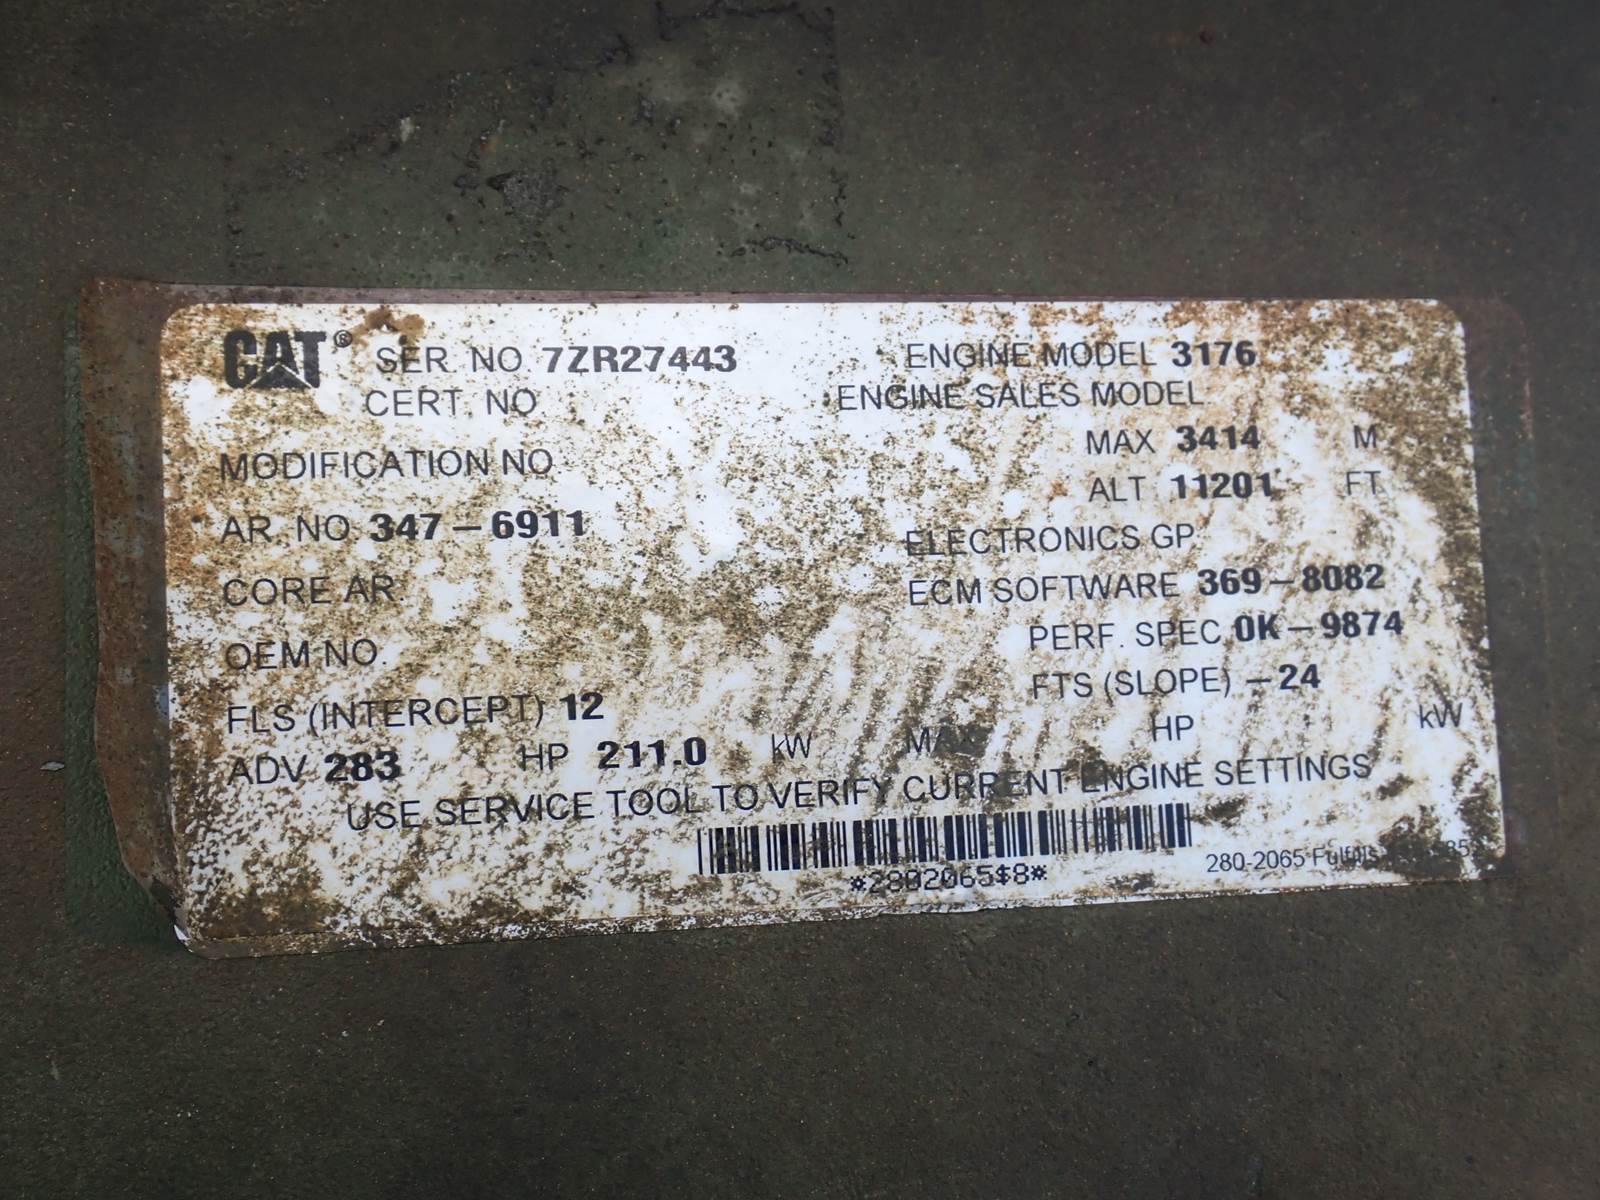 CAT® SER. NO. 7ZR27443 ENGINE MODEL 3176
CERT. NO ENGINE SALES MODEL
MODIFICATION NO MAX 3414 M
ALT 11201 FT
AR. NO. 347-6911 ELECTRONICS GP
CORE AR. ECM SOFTWARE 369-8082
OEM NO. PERF. SPEC 0K-9874
FLS (INTERCEPT) 12 FTS (SLOPE) -24
ADV 283 HP 211.0 kW MAX HP kW
USE SERVICE TOOL TO VERIFY CURRENT ENGINE SETTINGS
*2802065$8*
280-2065 Fulfills